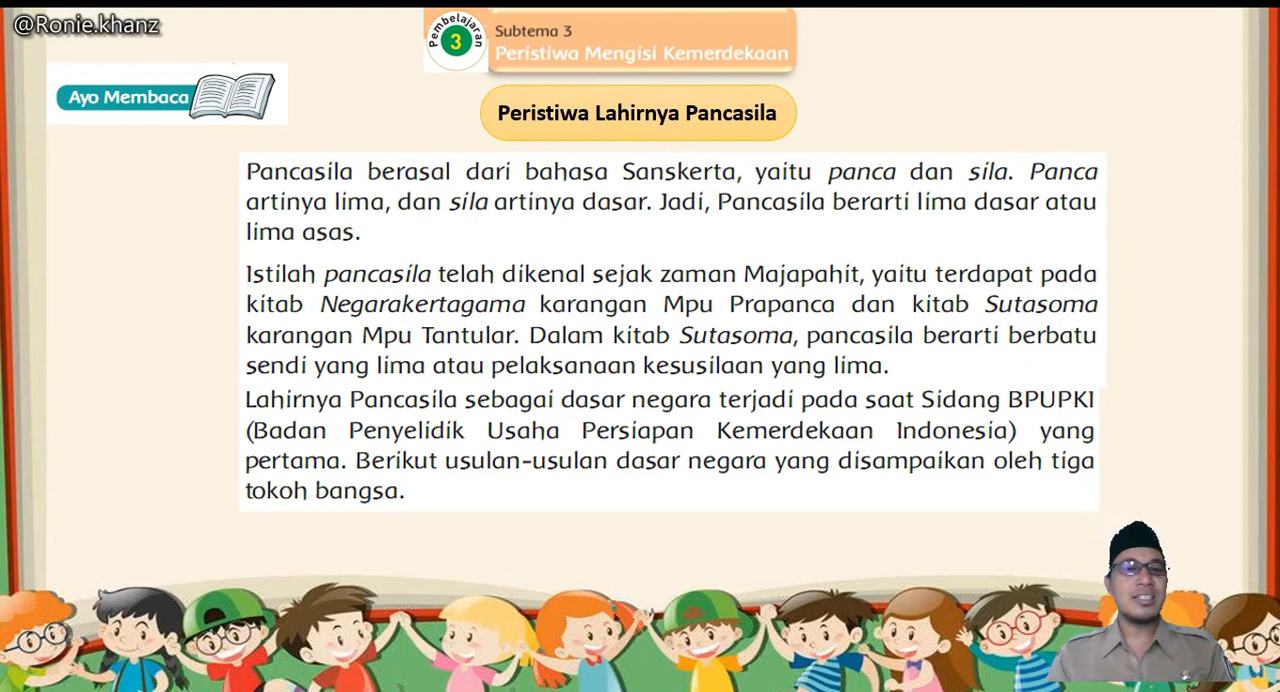 @Ronie.khanz
Pembelajaran
3
Subtema 3
Peristiwa Mengisi Kemerdekaan
Ayo Membaca
Peristiwa Lahirnya Pancasila
Pancasila berasal dari bahasa Sanskerta, yaitu panca dan sila. Panca
artinya lima, dan sila artinya dasar. Jadi, Pancasila berarti lima dasar atau
lima asas.
Istilah pancasila telah dikenal sejak zaman Majapahit, yaitu terdapat pada
kitab Negarakertagama karangan Mpu Prapanca dan kitab Sutasoma
karangan Mpu Tantular. Dalam kitab Sutasoma, pancasila berarti berbatu
sendi yang lima atau pelaksanaan kesusilaan yang lima.
Lahirnya Pancasila sebagai dasar negara terjadi pada saat Sidang BPUPKI
(Badan Penyelidik Usaha Persiapan Kemerdekaan Indonesia) yang
pertama. Berikut usulan-usulan dasar negara yang disampaikan oleh tiga
tokoh bangsa.